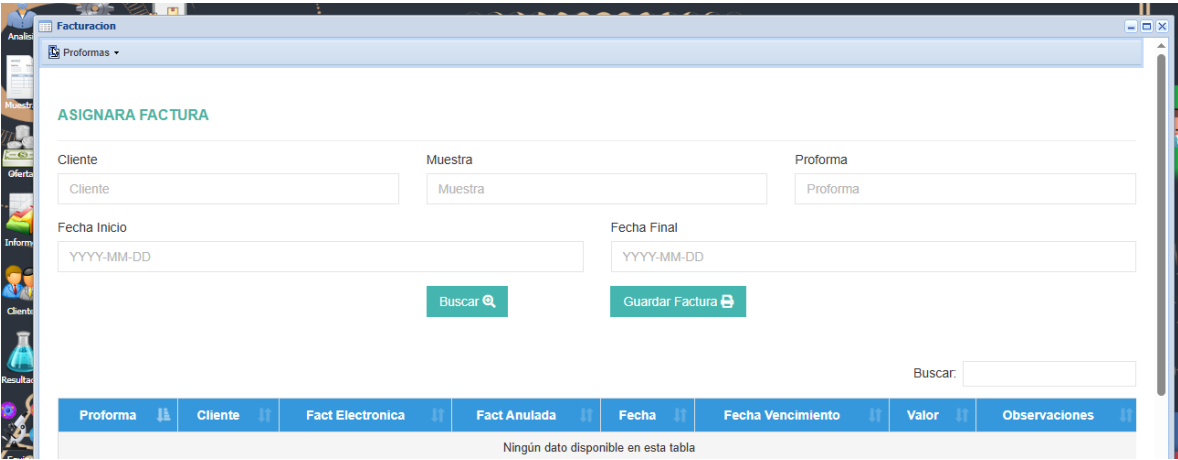 Facturacion
Proformas
ASIGNARA FACTURA
Cliente Muestra Proforma
Cliente Muestra Proforma
Fecha Inicio Fecha Final
YYYY-MM-DD YYYY-MM-DD
Buscar Guardar Factura
Buscar:
Proforma Cliente Fact Electronica Fact Anulada Fecha Fecha Vencimiento Valor Observaciones
Ningún dato disponible en esta tabla
Analisi
Muestr
Oferta
Inform
Cliente
Resultad